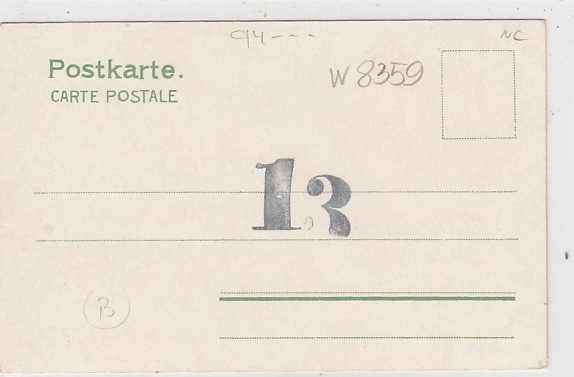 94---
NC
Postkarte.
W 8359
CARTE POSTALE
13
B